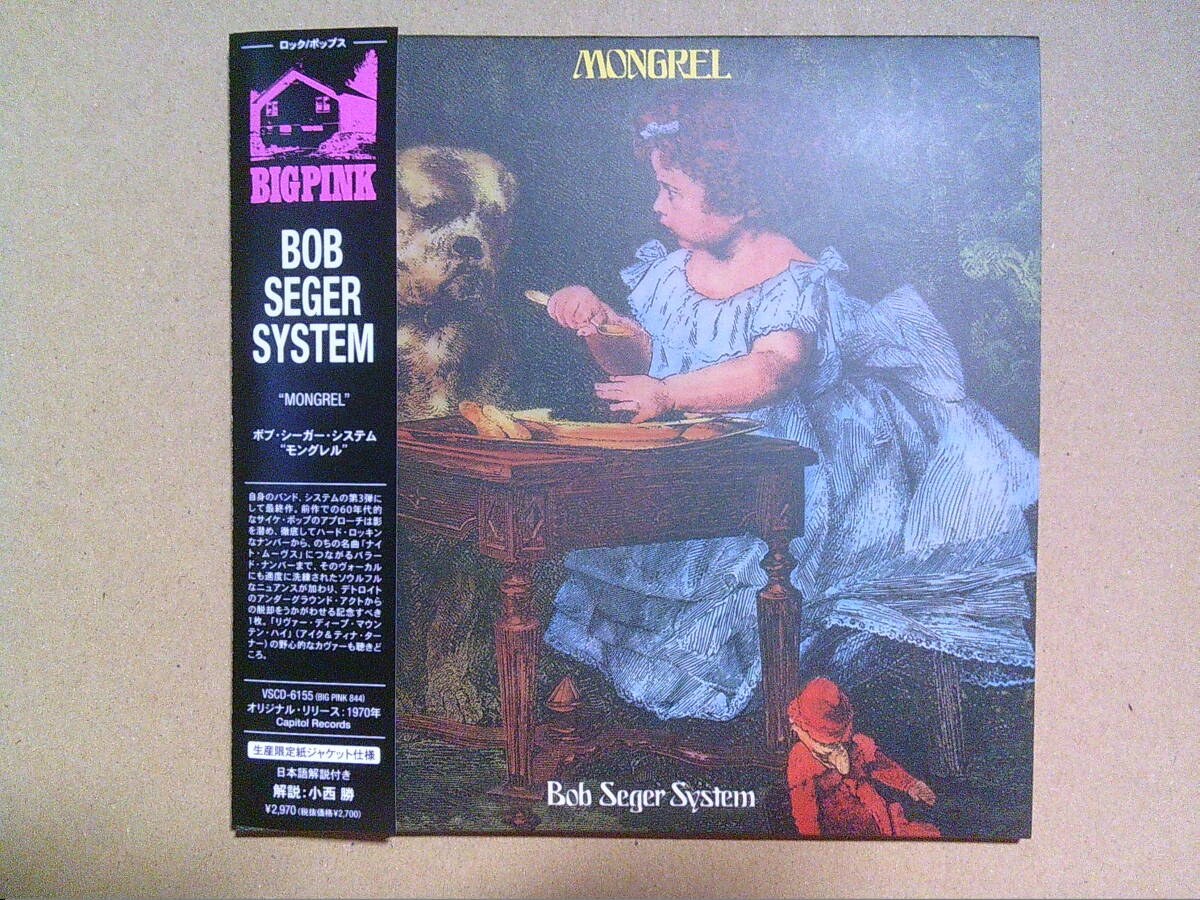 ロック/ポップス
BIGPINK
BOB
SEGER
SYSTEM
"MONGREL"
ボブ・シーガー・システム
"モングレル"
自身のバンド、システムの第3弾に
して最終作。前作での60年代的
なサイケ・ポップのアプローチは影
を潜め、徹底してハード・ロッキン
なナンバーから、のちの名曲「ナイ
ト・ムーヴス」につながるバラー
ド・ナンバーまで、そのヴォーカル
にも適度に洗練されたソウルフル
なニュアンスが加わり、デトロイト
のアンダーグラウンド・アクトから
の脱却をうかがわせる記念すべき
1枚。「リヴァー・ディープ・マウン
テン・ハイ」(アイク&ティナ・ター
ナー)の野心的なカヴァーも聴きど
ころ。
VSCD-6155 (BIG PINK 844)
オリジナル・リリース:1970年
Capitol Records
生産限定紙ジャケット仕様
日本語解説付き
解説:小西 勝
¥2,970 (税抜価格¥2,700)
MONGREL
Bob Seger System